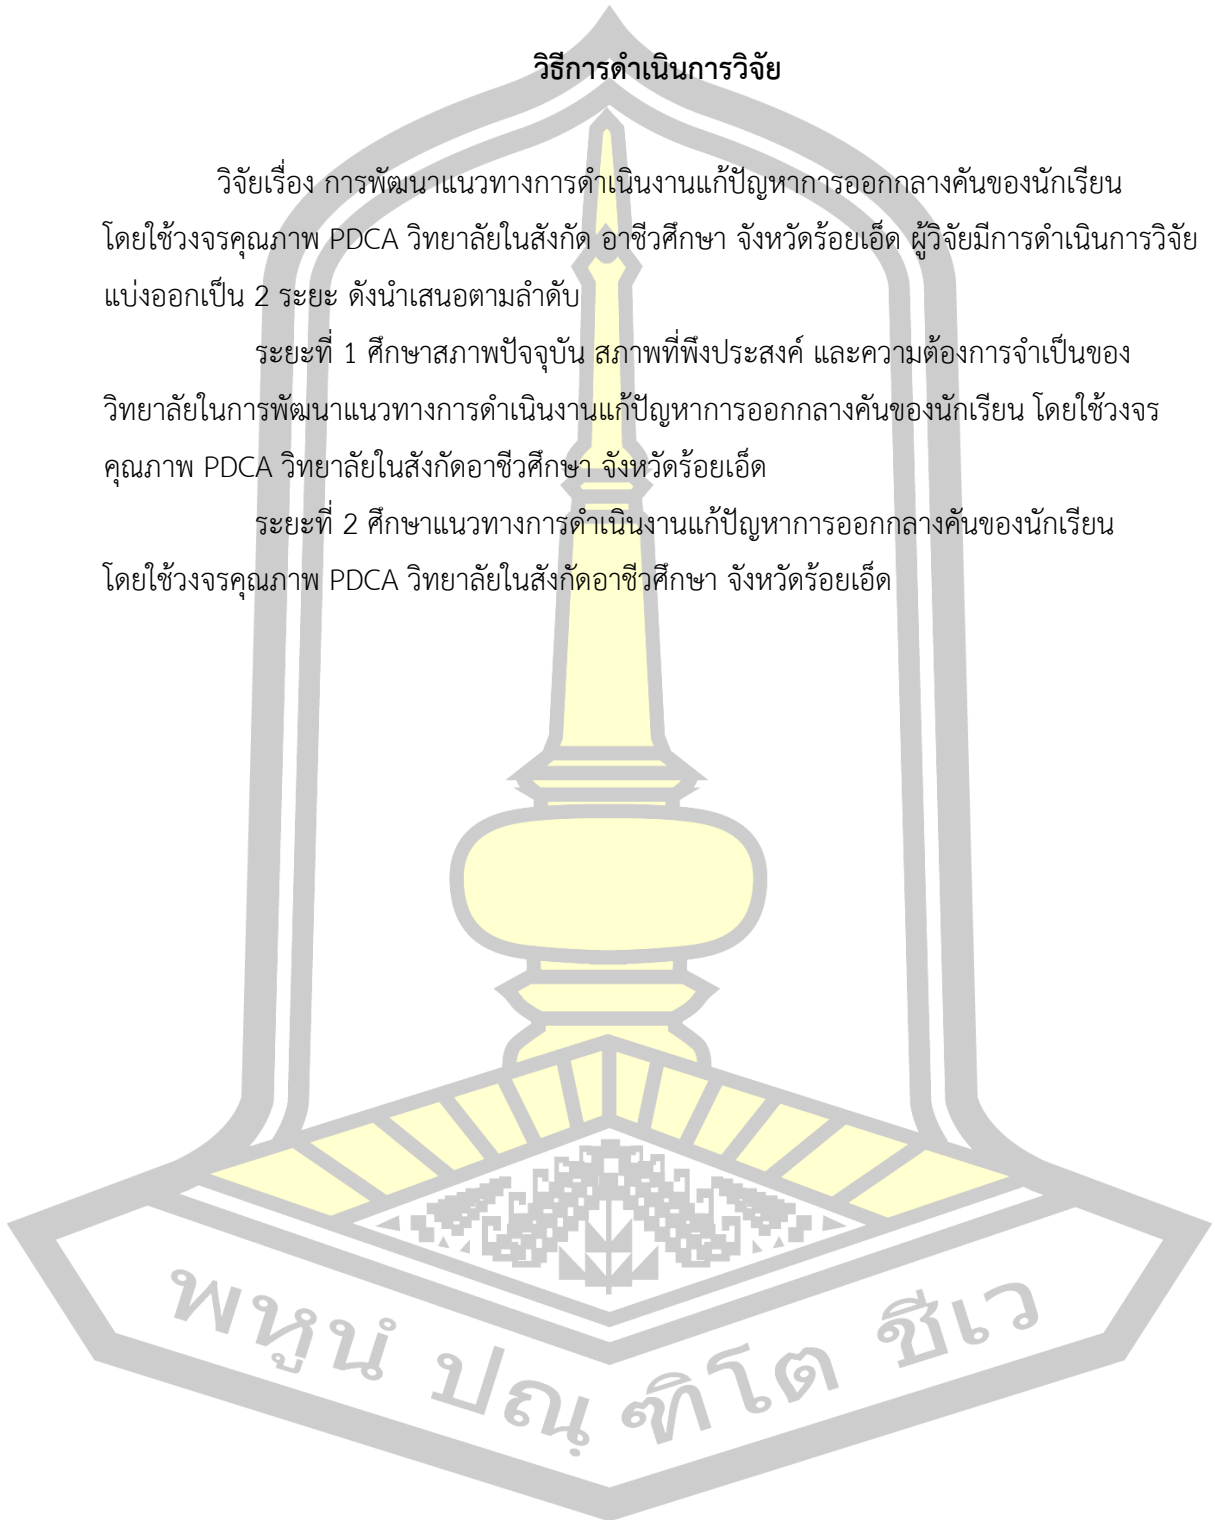 วิธีการดำเนินการวิจัย
วิจัยเรื่อง การพัฒนาแนวทางการดำเนินงานแก้ปัญหาการออกกลางคันของนักเรียน
โดยใช้วงจรคุณภาพ PDCA วิทยาลัยในสังกัด อาชีวศึกษา จังหวัดร้อยเอ็ด ผู้วิจัยมีการดำเนินการวิจัย
แบ่งออกเป็น 2 ระยะ ดังนำเสนอตามลำดับ
ระยะที่ 1 ศึกษาสภาพปัจจุบัน สภาพที่พึงประสงค์ และความต้องการจำเป็นของ
วิทยาลัยในการพัฒนาแนวทางการดำเนินงานแก้ปัญหาการออกกลางคันของนักเรียน โดยใช้วงจร
คุณภาพ PDCA วิทยาลัยในสังกัดอาชีวศึกษา จังหวัดร้อยเอ็ด
ระยะที่ 2 ศึกษาแนวทางการดำเนินงานแก้ปัญหาการออกกลางคันของนักเรียน
โดยใช้วงจรคุณภาพ PDCA วิทยาลัยในสังกัดอาชีวศึกษา จังหวัดร้อยเอ็ด
พหูนํ ปณฺ ฑิโต ชีเว